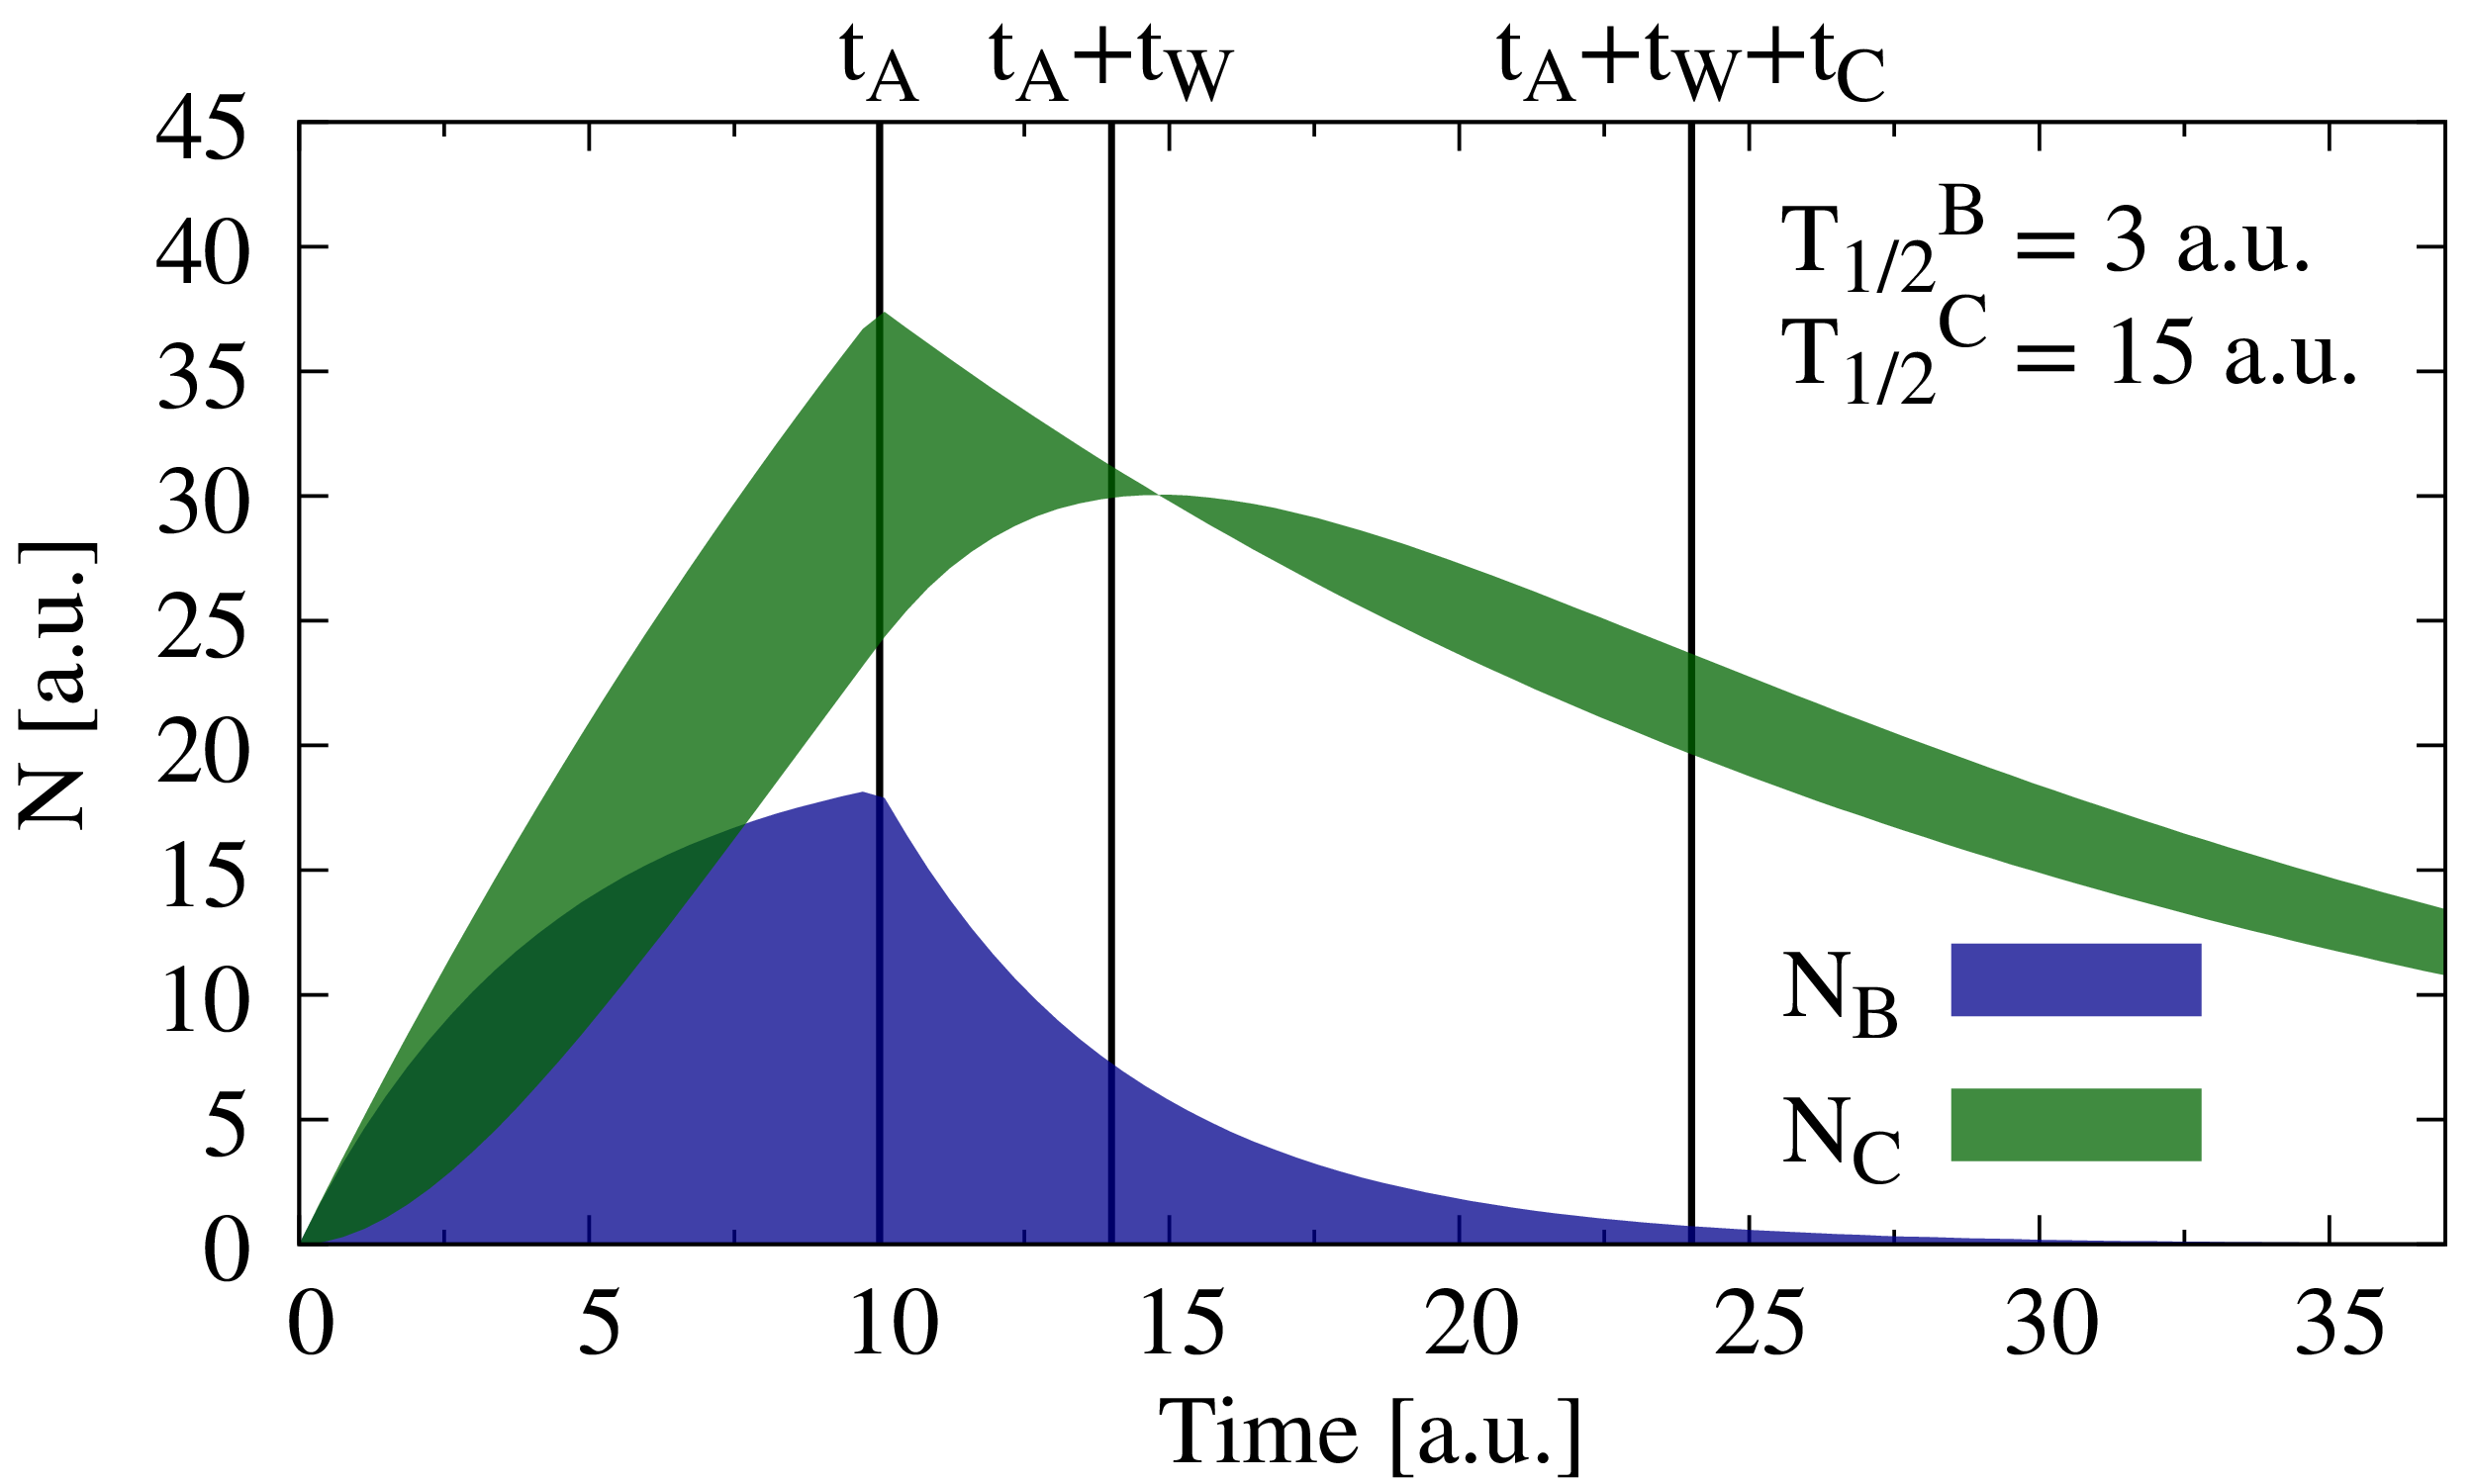 tA tA+tW tA+tW+tC
45
40
35
30
25
20
15
10
5
0
N [a.u.]
T1/2B = 3 a.u.
T1/2C = 15 a.u.
NB
NC
0 5 10 15 20 25 30 35
Time [a.u.]